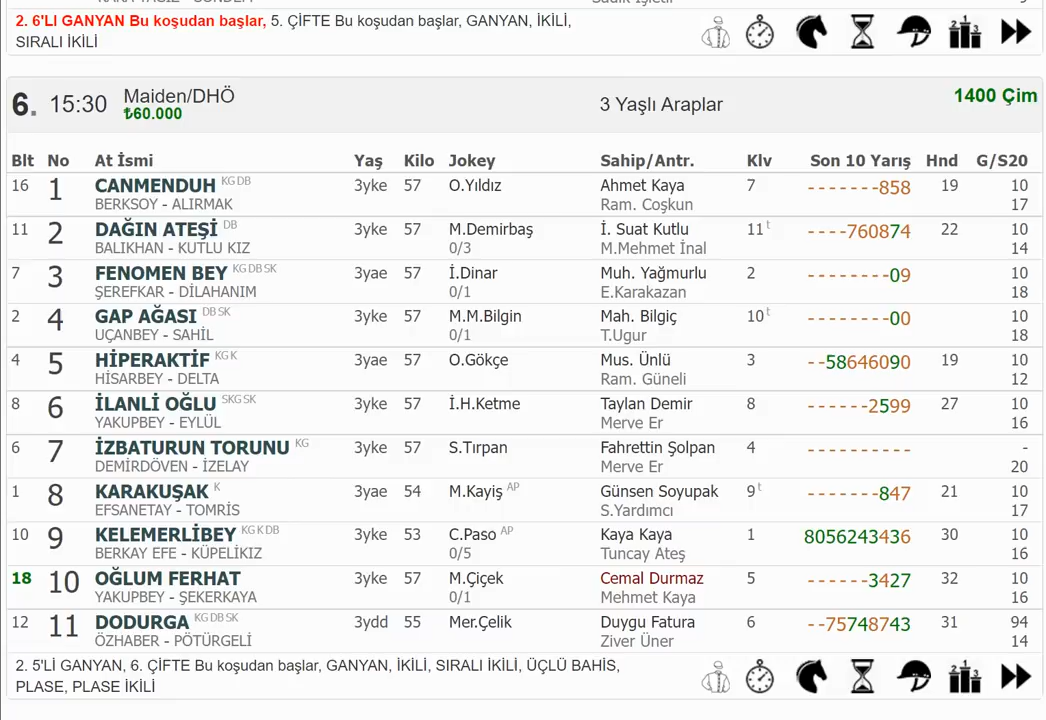 2. 6'LI GANYAN Bu koşudan başlar, 5. ÇİFTE Bu koşudan başlar, GANYAN, İKİLİ,
SIRALI İKİLİ
6. 15:30 Maiden/DHÖ 3 Yaşlı Araplar 1400 Çim
₺60.000
Blt No At İsmi Yaş Kilo Jokey Sahip/Antr. Klv Son 10 Yarış Hnd G/S20
16 1 CANMENDUH KG DB 3yke 57 O.Yıldız Ahmet Kaya 7 -------858 19 10
BERKSOY - ALIRMAK Ram. Coşkun 17
11 2 DAĞIN ATEŞİ DB 3yke 57 M.Demirbaş İ. Suat Kutlu 11 t ----760874 22 10
BALIKHAN - KUTLU KIZ 0/3 M.Mehmet İnal 14
7 3 FENOMEN BEY KG DB SK 3yae 57 İ.Dinar Muh. Yağmurlu 2 --------09 10
ŞEREFKAR - DİLAHANIM 0/1 E.Karakazan 18
2 4 GAP AĞASI DB SK 3yke 57 M.M.Bilgin Mah. Bilgiç 10 t --------00 10
UÇANBEY - SAHİL 0/1 T.Ugur 18
4 5 HİPERAKTİF KG K 3yae 57 O.Gökçe Mus. Ünlü 3 --58646090 19 10
HİSARBEY - DELTA Ram. Güneli 12
8 6 İLANLİ OĞLU SKG SK 3yke 57 İ.H.Ketme Taylan Demir 8 ------2599 27 10
YAKUPBEY - EYLÜL Merve Er 16
6 7 İZBATURUN TORUNU KG 3yke 57 S.Tırpan Fahrettin Şolpan 4 ---------- -
DEMİRDÖVEN - İZELAY Merve Er 20
1 8 KARAKUŞAK K 3yae 54 M.Kayiş AP Günsen Soyupak 9 t -------847 21 10
EFSANETAY - TOMRİS S.Yardımcı 17
10 9 KELEMERLİBEY KG K DB 3yke 53 C.Paso AP Kaya Kaya 1 8056243436 30 10
BERKAY EFE - KÜPELİKIZ 0/5 Tuncay Ateş 16
18 10 OĞLUM FERHAT 3yke 57 M.Çiçek Cemal Durmaz 5 ------3427 32 10
YAKUPBEY - ŞEKERKAYA 0/1 Mehmet Kaya 16
12 11 DODURGA KG DB SK 3ydd 55 Mer.Çelik Duygu Fatura 6 --75748743 31 94
ÖZHABER - PÖTÜRGELİ Ziver Üner 14
2. 5'Lİ GANYAN, 6. ÇİFTE Bu koşudan başlar, GANYAN, İKİLİ, SIRALI İKİLİ, ÜÇLÜ BAHİS,
PLASE, PLASE İKİLİ